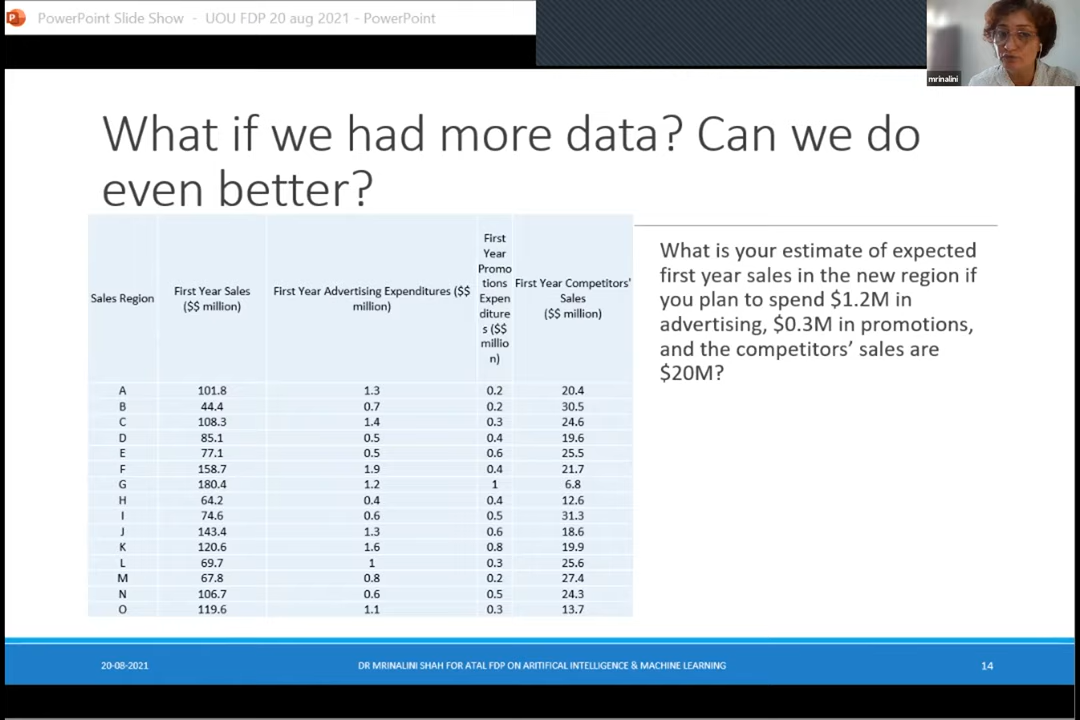 PowerPoint Slide Show - UOU FDP 20 aug 2021 - PowerPoint
mrinalini
What if we had more data? Can we do
even better?
Sales Region
First Year Sales
($$ million)
First Year Advertising Expenditures ($$
million)
First
Year
Promo
tions
Expen
diture
s ($$
millio
n)
First Year Competitors'
Sales
($$ million)
A 101.8 1.3 0.2 20.4
B 44.4 0.7 0.2 30.5
C 108.3 1.4 0.3 24.6
D 85.1 0.5 0.4 19.6
E 77.1 0.5 0.6 25.5
F 158.7 1.9 0.4 21.7
G 180.4 1.2 1 6.8
H 64.2 0.4 0.4 12.6
I 74.6 0.6 0.5 31.3
J 143.4 1.3 0.6 18.6
K 120.6 1.6 0.8 19.9
L 69.7 1 0.3 25.6
M 67.8 0.8 0.2 27.4
N 106.7 0.6 0.5 24.3
O 119.6 1.1 0.3 13.7
What is your estimate of expected
first year sales in the new region if
you plan to spend $1.2M in
advertising, $0.3M in promotions,
and the competitors’ sales are
$20M?
20-08-2021
DR MRINALINI SHAH FOR ATAL FDP ON ARITIFICAL INTELLIGENCE & MACHINE LEARNING
14